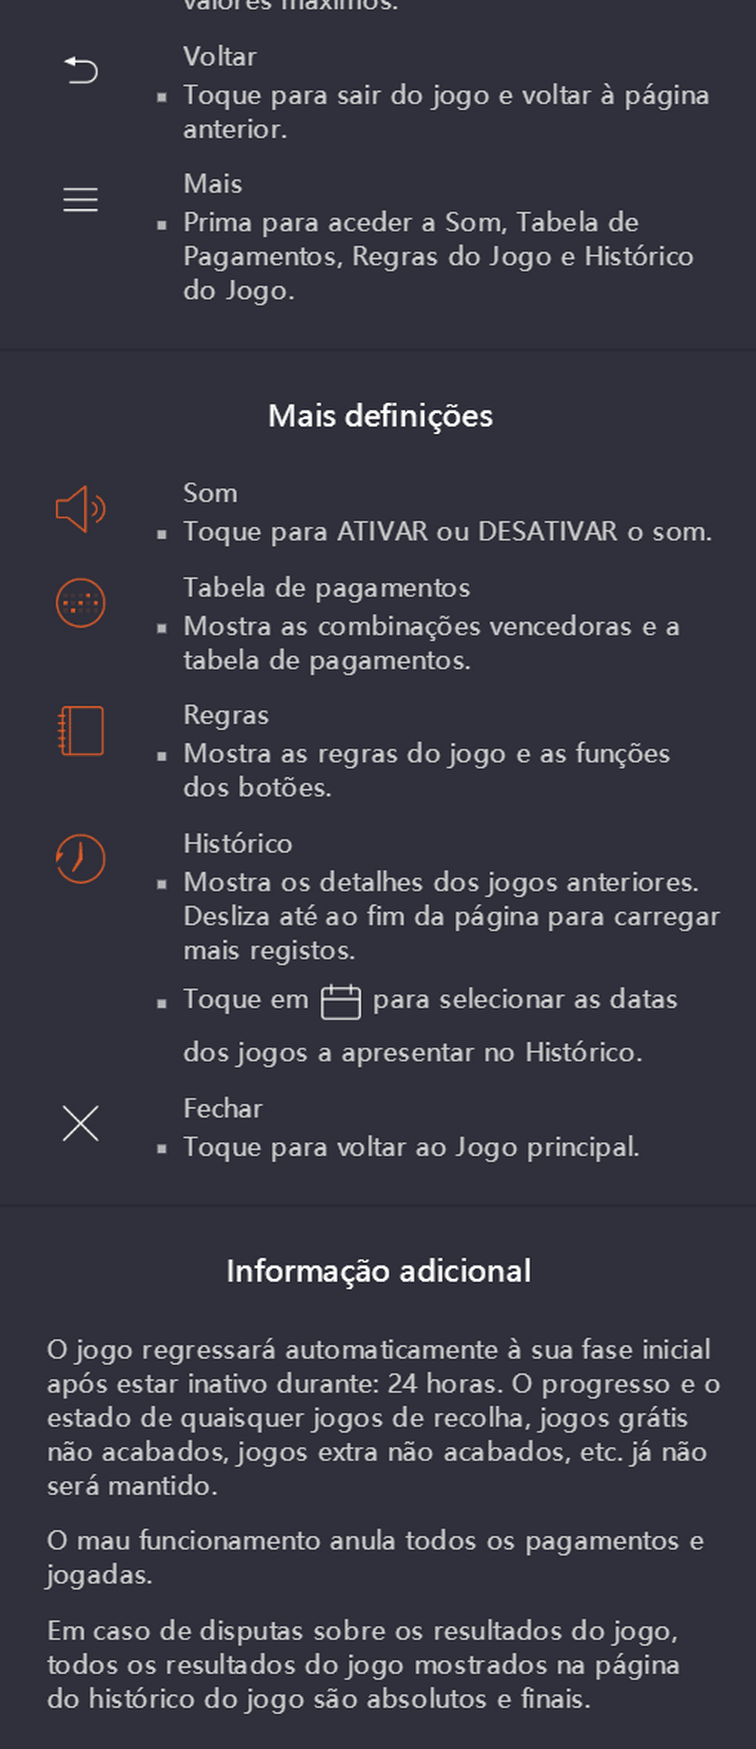 valores máximos.
Voltar
▪ Toque para sair do jogo e voltar à página
anterior.
Mais
▪ Prima para aceder a Som, Tabela de
Pagamentos, Regras do Jogo e Histórico
do Jogo.
Mais definições
Som
▪ Toque para ATIVAR ou DESATIVAR o som.
Tabela de pagamentos
▪ Mostra as combinações vencedoras e a
tabela de pagamentos.
Regras
▪ Mostra as regras do jogo e as funções
dos botões.
Histórico
▪ Mostra os detalhes dos jogos anteriores.
Desliza até ao fim da página para carregar
mais registos.
▪ Toque em para selecionar as datas
dos jogos a apresentar no Histórico.
Fechar
▪ Toque para voltar ao Jogo principal.
Informação adicional
O jogo regressará automaticamente à sua fase inicial
após estar inativo durante: 24 horas. O progresso e o
estado de quaisquer jogos de recolha, jogos grátis
não acabados, jogos extra não acabados, etc. já não
será mantido.
O mau funcionamento anula todos os pagamentos e
jogadas.
Em caso de disputas sobre os resultados do jogo,
todos os resultados do jogo mostrados na página
do histórico do jogo são absolutos e finais.